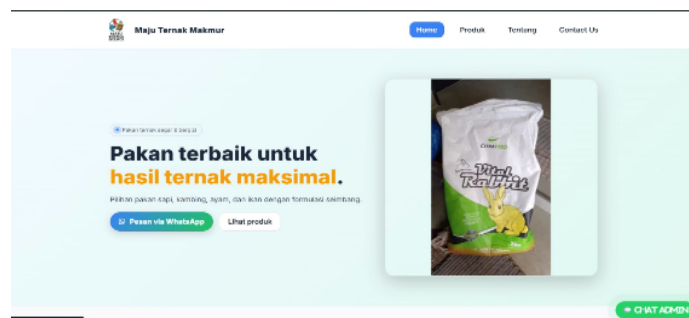 Maju Ternak Makmur
Home Produk Tentang Contact Us
Pakan terbaik untuk
hasil ternak maksimal.
Pilihan pakan sapi, kambing, ayam, dan ikan dengan formulasi seimbang.
Pesan via WhatsApp
Lihat produk
Vital
Rabbit
CHAT ADMIN